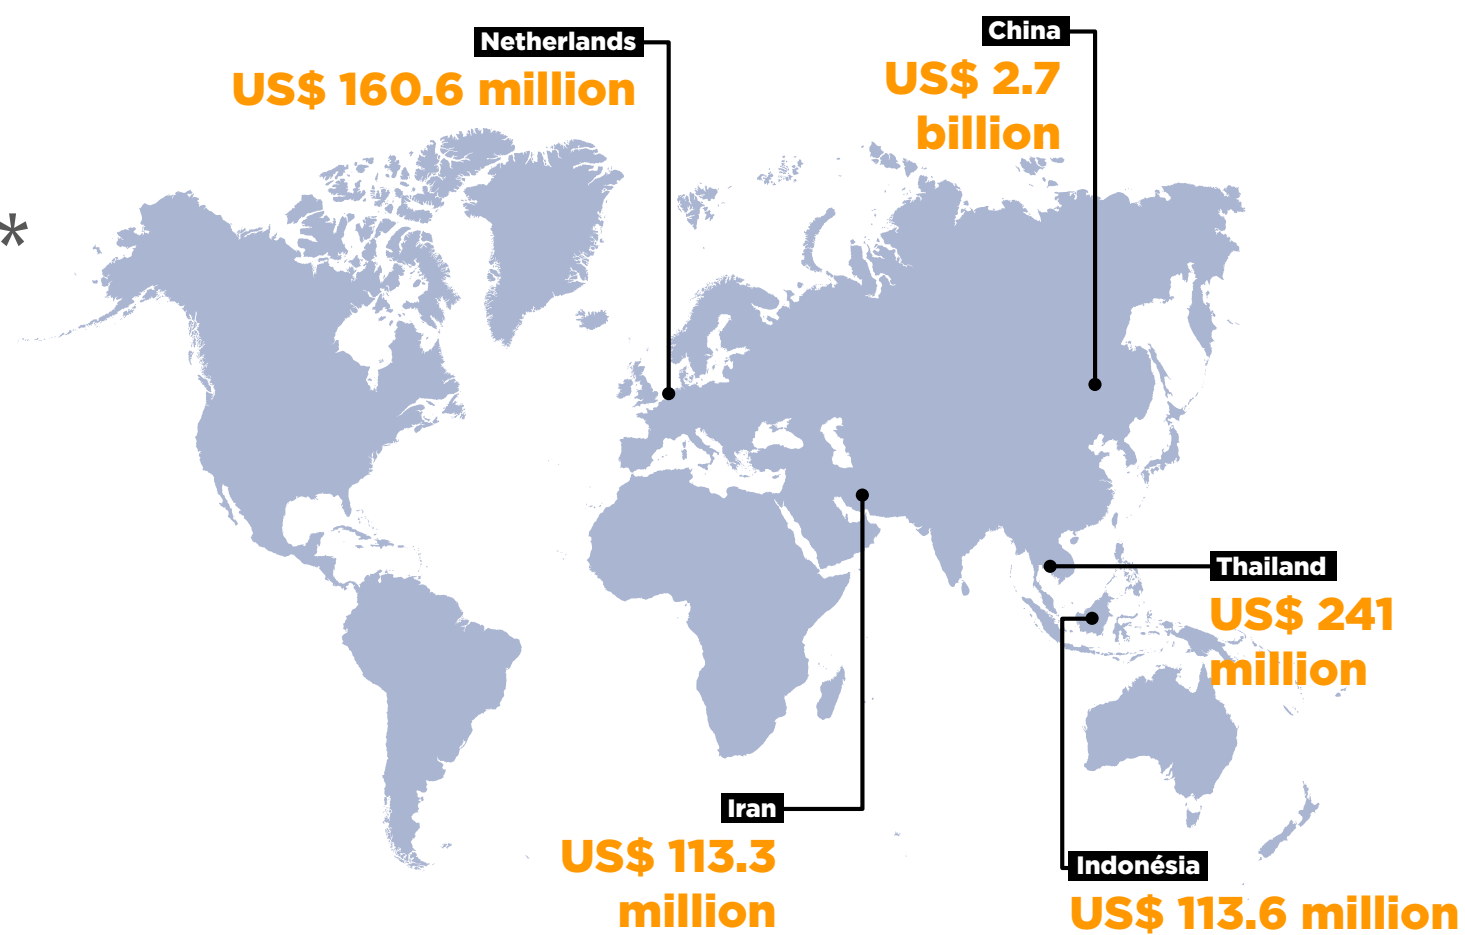 Netherlands
US$ 160.6 million
China
US$ 2.7
billion
*
Thailand
US$ 241
million
Iran
US$ 113.3
million
Indonésia
US$ 113.6 million